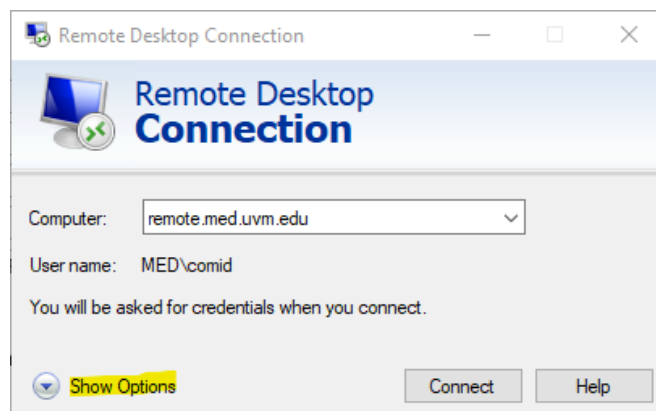 Remote Desktop Connection
Remote Desktop
Connection
Computer: remote.med.uvm.edu
User name: MED\comid
You will be asked for credentials when you connect.
Show Options Connect Help